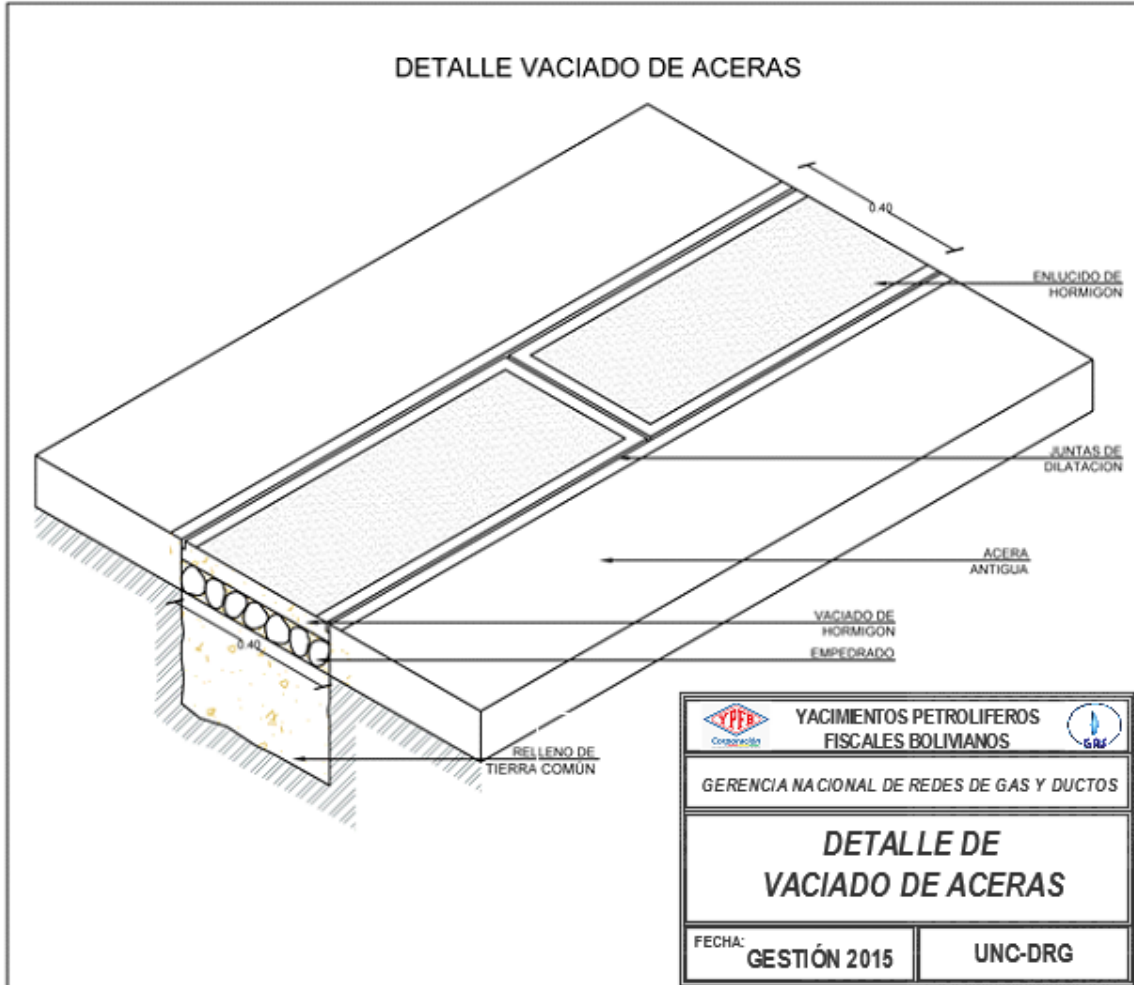 DETALLE VACIADO DE ACERAS
0.40
ENLUCIDO DE
HORMIGON
JUNTAS DE
DILATACION
ACERA
ANTIGUA
VACIADO DE
HORMIGON
EMPEDRADO
0.40
RELLENO DE
TIERRA COMÚN
YPFB
Corporación
YACIMIENTOS PETROLIFEROS
FISCALES BOLIVIANOS
GAS
GERENCIA NACIONAL DE REDES DE GAS Y DUCTOS
DETALLE DE
VACIADO DE ACERAS
FECHA:
GESTIÓN 2015
UNC-DRG